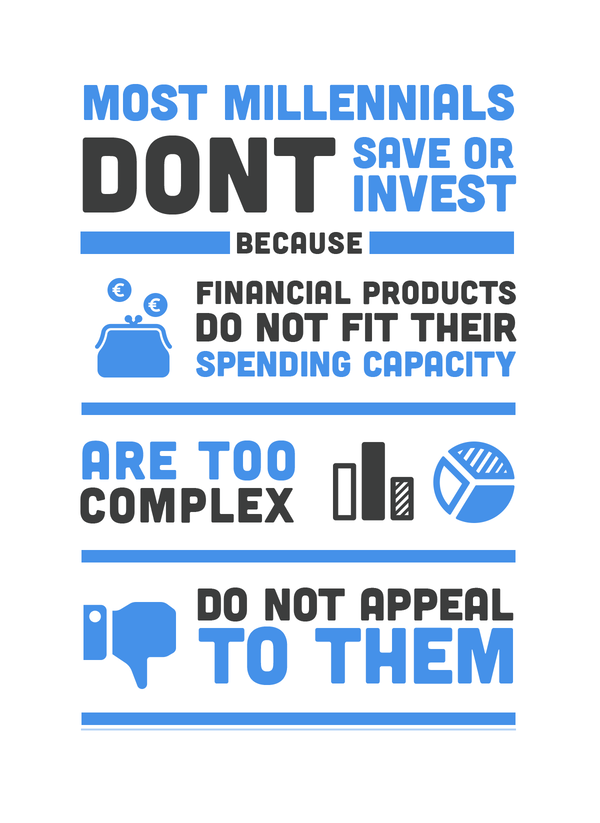 MOST MILLENNIALS
DONT SAVE OR
INVEST
BECAUSE
€
€
FINANCIAL PRODUCTS
DO NOT FIT THEIR
SPENDING CAPACITY
ARE TOO
COMPLEX
DO NOT APPEAL
TO THEM